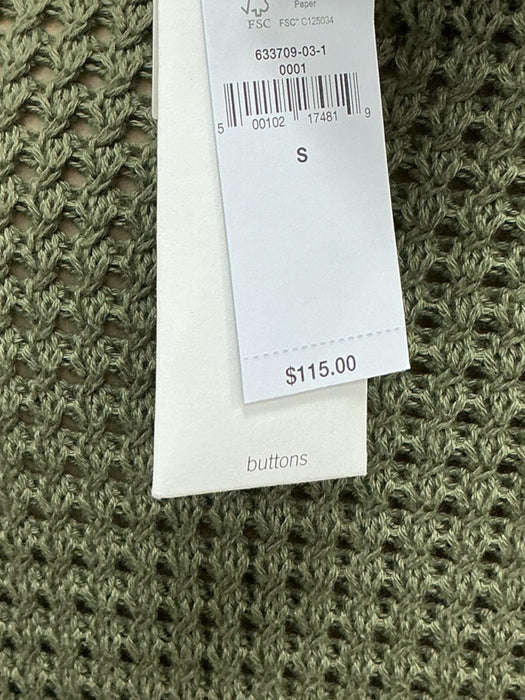 Paper
FSC FSC™ C125034
633709-03-1
0001
5 00102 17481 9
S
$115.00
buttons